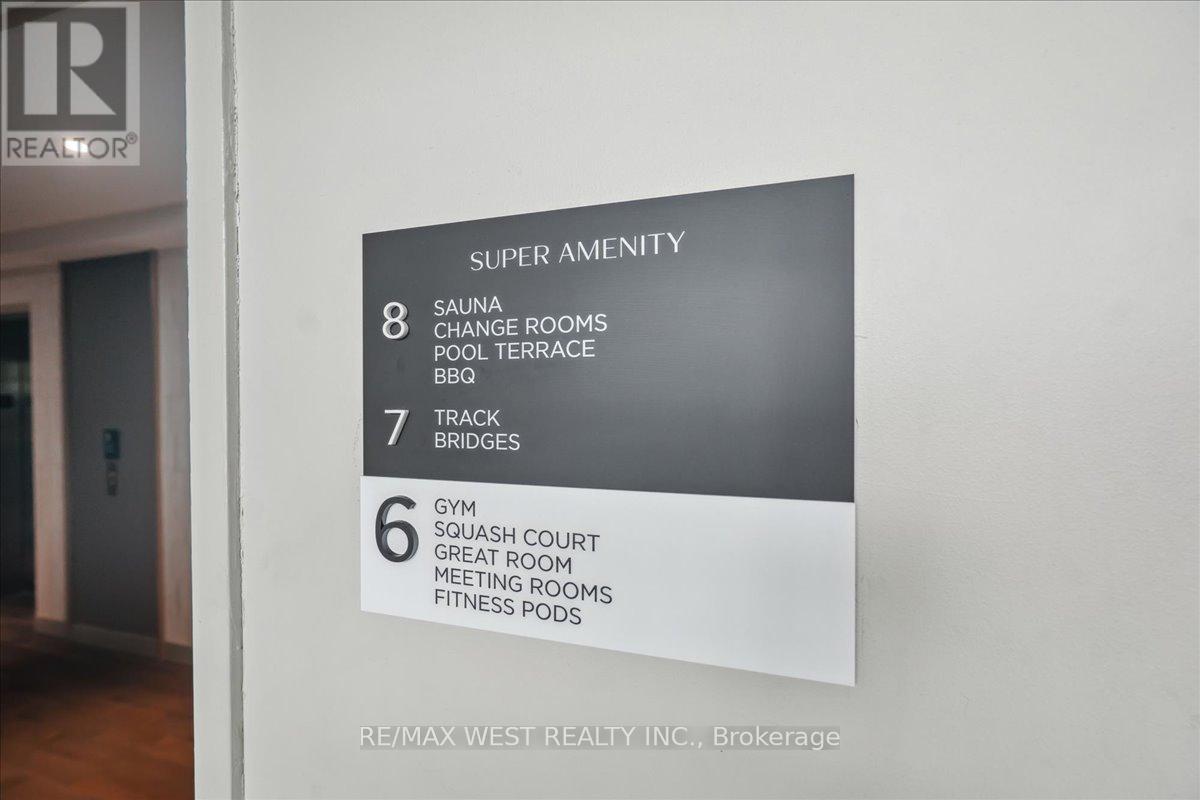 R
REALTOR®
SUPER AMENITY
8
SAUNA
CHANGE ROOMS
POOL TERRACE
BBQ
7
TRACK
BRIDGES
6
GYM
SQUASH COURT
GREAT ROOM
MEETING ROOMS
FITNESS PODS
RE/MAX WEST REALTY INC., Brokerage